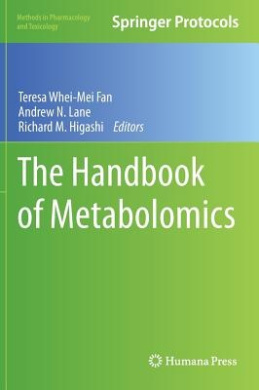 Methods in Pharmacology
and Toxicology
Springer Protocols
Teresa Whei-Mei Fan
Andrew N. Lane
Richard M. Higashi Editors
The Handbook
of Metabolomics
Humana Press